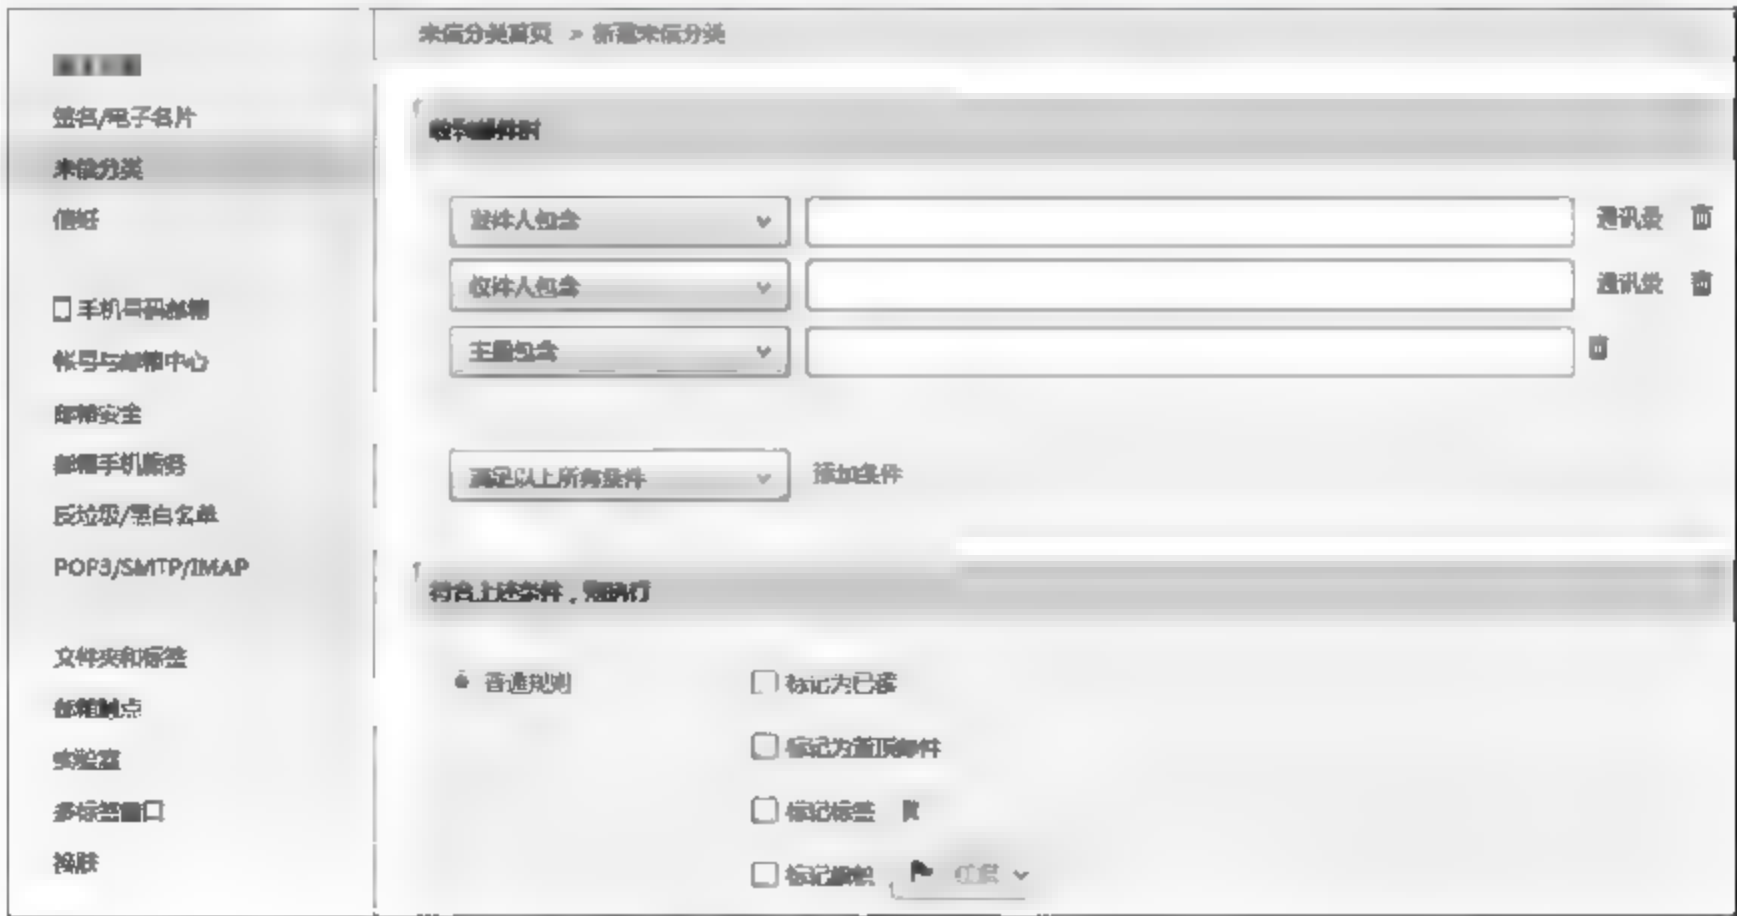 签名/电子名片
来信分类
信纸
手机号码邮箱
帐号与邮箱中心
邮箱安全
邮箱手机服务
反垃圾/黑白名单
POP3/SMTP/IMAP
文件夹和标签
邮箱触点
实验室
多标签窗口
换肤
来信分类首页 > 新建来信分类
收到邮件时
发件人包含
通讯录
收件人包含
通讯录
主题包含
满足以上所有条件 添加条件
符合上述条件，则执行
普通规则 标记为已读
标记为置顶邮件
标记标签
标记旗帜